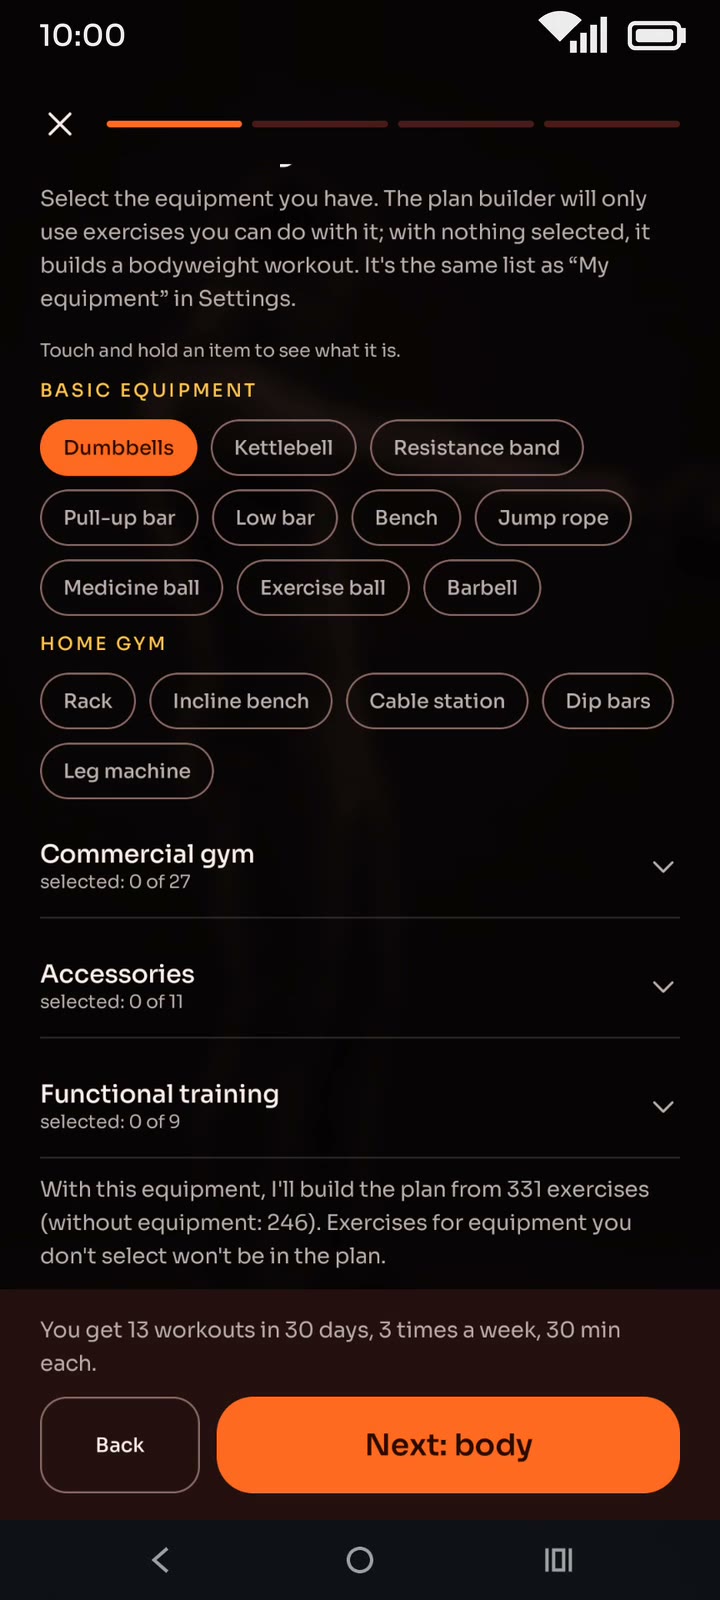 10:00
Select the equipment you have. The plan builder will only
use exercises you can do with it; with nothing selected, it
builds a bodyweight workout. It's the same list as “My
equipment” in Settings.
Touch and hold an item to see what it is.
BASIC EQUIPMENT
Dumbbells Kettlebell Resistance band
Pull-up bar Low bar Bench Jump rope
Medicine ball Exercise ball Barbell
HOME GYM
Rack Incline bench Cable station Dip bars
Leg machine
Commercial gym
selected: 0 of 27
Accessories
selected: 0 of 11
Functional training
selected: 0 of 9
With this equipment, I'll build the plan from 331 exercises
(without equipment: 246). Exercises for equipment you
don't select won't be in the plan.
You get 13 workouts in 30 days, 3 times a week, 30 min
each.
Back Next: body